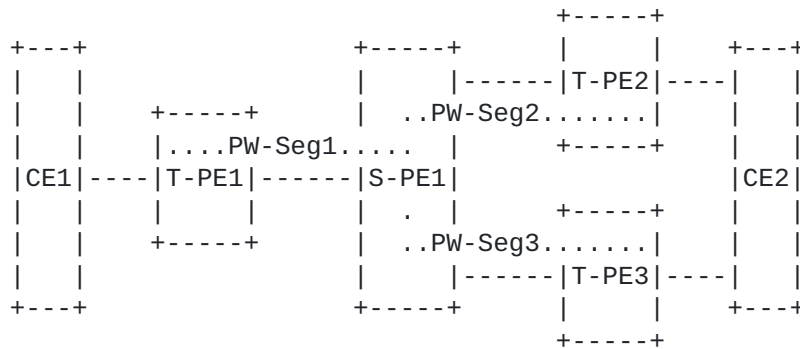 T-PE2
..PW-Seg2.......
....PW-Seg1.....
CE1 T-PE1 S-PE1 CE2
.
..PW-Seg3.......
T-PE3